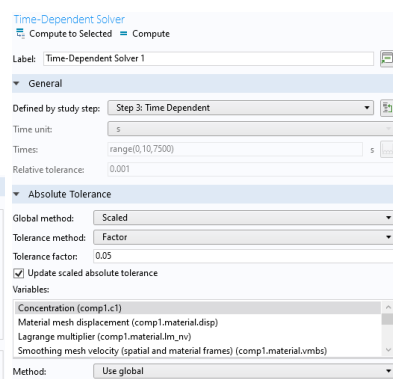 Time-Dependent Solver
Compute to Selected = Compute
Label: Time-Dependent Solver 1
General
Defined by study step: Step 3: Time Dependent
Time unit: s
Times: range(0,10,7500) s
Relative tolerance: 0.001
Absolute Tolerance
Global method: Scaled
Tolerance method: Factor
Tolerance factor: 0.05
Update scaled absolute tolerance
Variables:
Concentration (comp1.c1)
Material mesh displacement (comp1.material.disp)
Lagrange multiplier (comp1.material.lm_nv)
Smoothing mesh velocity (spatial and material frames) (comp1.material.vmbs)
Method: Use global